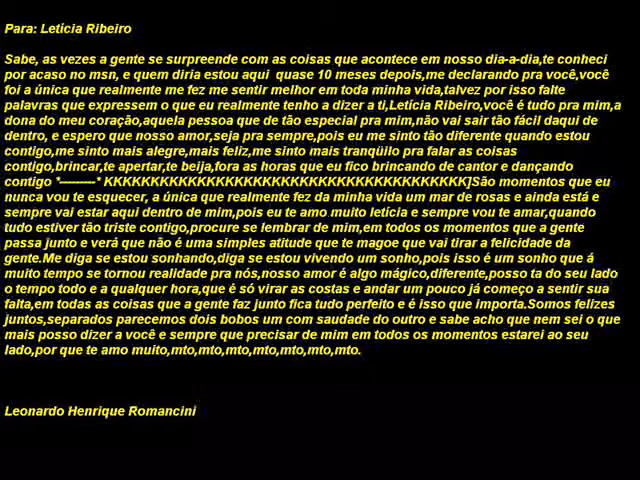 Para: Letícia Ribeiro
Sabe, as vezes a gente se surpreende com as coisas que acontece em nosso dia-a-dia,te conheci
por acaso no msn, e quem diria estou aqui  quase 10 meses depois,me declarando pra você,você
foi a única que realmente me fez me sentir melhor em toda minha vida,talvez por isso falte
palavras que expressem o que eu realmente tenho a dizer a ti,Letícia Ribeiro,você é tudo pra mim,a
dona do meu coração,aquela pessoa que de tão especial pra mim,não vai sair tão fácil daqui de
dentro, e espero que nosso amor,seja pra sempre,pois eu me sinto tão diferente quando estou
contigo,me sinto mais alegre,mais feliz,me sinto mais tranqüilo pra falar as coisas
contigo,brincar,te apertar,te beija,fora as horas que eu fico brincando de cantor e dançando
contigo *---------* KKKKKKKKKKKKKKKKKKKKKKKKKKKKKKKKKKKKKKK]São momentos que eu
nunca vou te esquecer, a única que realmente fez da minha vida um mar de rosas e ainda está e
sempre vai estar aqui dentro de mim,pois eu te amo muito letícia e sempre vou te amar,quando
tudo estiver tão triste contigo,procure se lembrar de mim,em todos os momentos que a gente
passa junto e verá que não é uma simples atitude que te magoe que vai tirar a felicidade da
gente.Me diga se estou sonhando,diga se estou vivendo um sonho,pois isso é um sonho que á
muito tempo se tornou realidade pra nós,nosso amor é algo mágico,diferente,posso ta do seu lado
o tempo todo e a qualquer hora,que é só virar as costas e andar um pouco já começo a sentir sua
falta,em todas as coisas que a gente faz junto fica tudo perfeito e é isso que importa.Somos felizes
juntos,separados parecemos dois bobos um com saudade do outro e sabe acho que nem sei o que
mais posso dizer a você e sempre que precisar de mim em todos os momentos estarei ao seu
lado,por que te amo muito,mto,mto,mto,mto,mto,mto,mto.
Leonardo Henrique Romancini